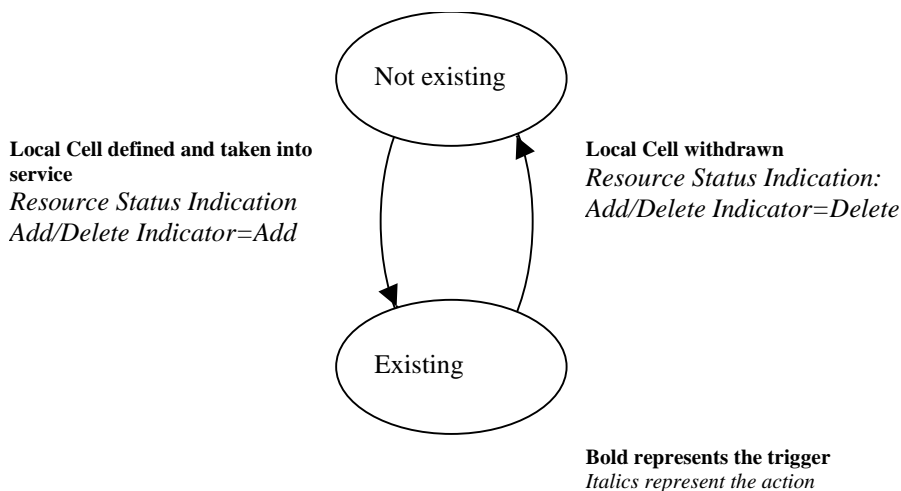 Not existing
Local Cell defined and taken into
service
Resource Status Indication
Add/Delete Indicator=Add
Local Cell withdrawn
Resource Status Indication:
Add/Delete Indicator=Delete
Existing
Bold represents the trigger
Italics represent the action